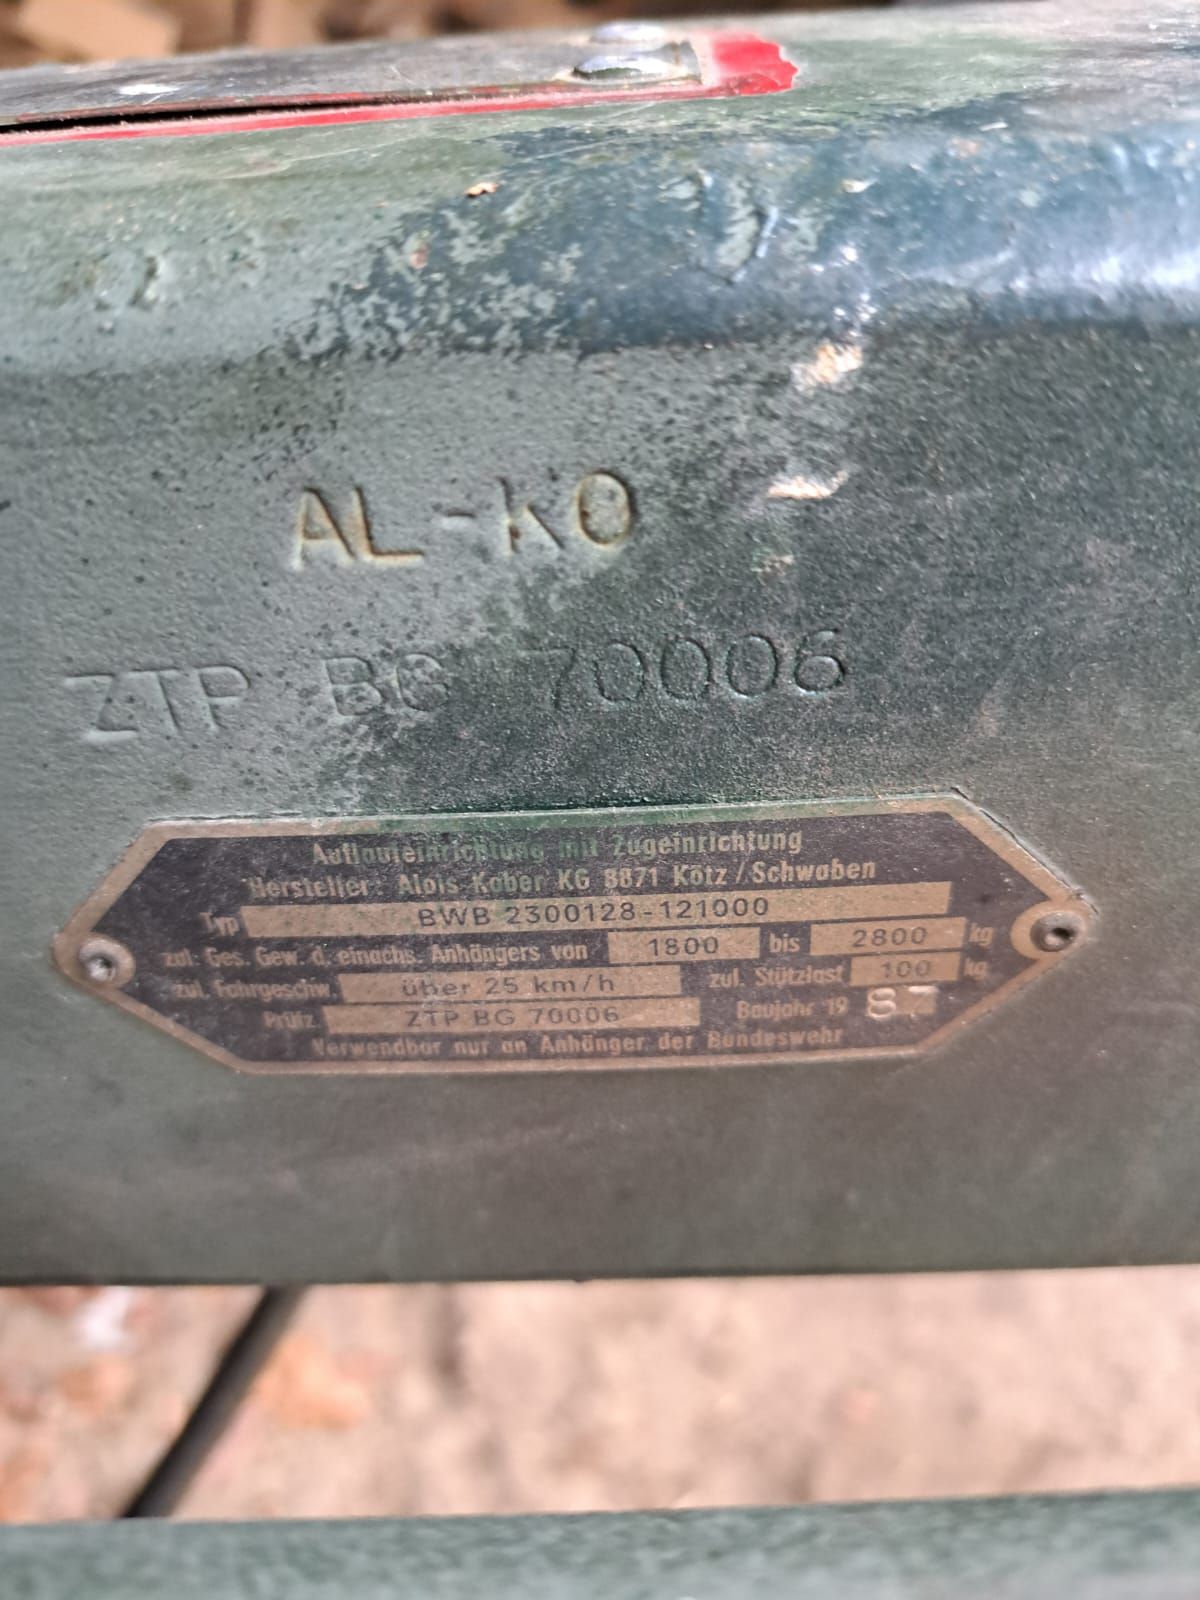 AL-KO
ZTP BG 70006
Auflaufeinrichtung mit Zugeinrichtung
Hersteller: Alois Kober KG 8871 Kötz / Schwaben
Typ BWB 2300128-121000
zul. Ges. Gew. d. einachs. Anhängers von 1800 bis 2800 kg
zul. Fahrgeschw. über 25 km/h zul. Stützlast 100 kg
Prüfz. ZTP BG 70006 Baujahr 19 87
Verwendbar nur an Anhänger der Bundeswehr